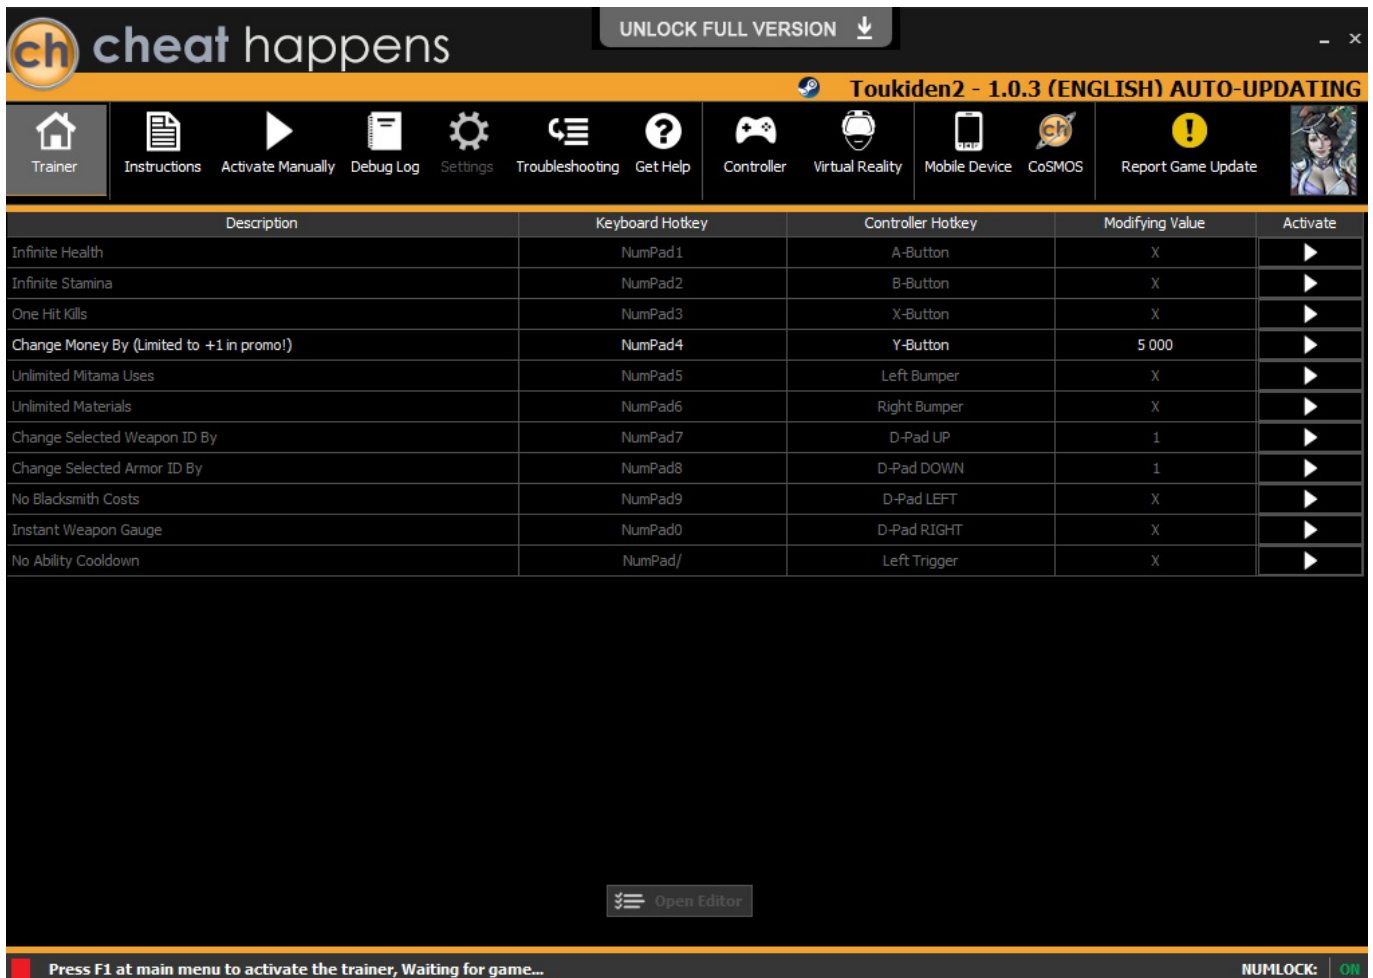 UNLOCK FULL VERSION
ch cheat happens
Toukiden2 - 1.0.3 (ENGLISH) AUTO-UPDATING
Trainer Instructions Activate Manually Debug Log Settings Troubleshooting Get Help Controller Virtual Reality Mobile Device CoSMOS Report Game Update
Description Keyboard Hotkey Controller Hotkey Modifying Value Activate
Infinite Health NumPad1 A-Button X
Infinite Stamina NumPad2 B-Button X
One Hit Kills NumPad3 X-Button X
Change Money By (Limited to +1 in promo!) NumPad4 Y-Button 5 000
Unlimited Mitama Uses NumPad5 Left Bumper X
Unlimited Materials NumPad6 Right Bumper X
Change Selected Weapon ID By NumPad7 D-Pad UP 1
Change Selected Armor ID By NumPad8 D-Pad DOWN 1
No Blacksmith Costs NumPad9 D-Pad LEFT X
Instant Weapon Gauge NumPad0 D-Pad RIGHT X
No Ability Cooldown NumPad/ Left Trigger X
Open Editor
Press F1 at main menu to activate the trainer, Waiting for game... NUMLOCK: ON